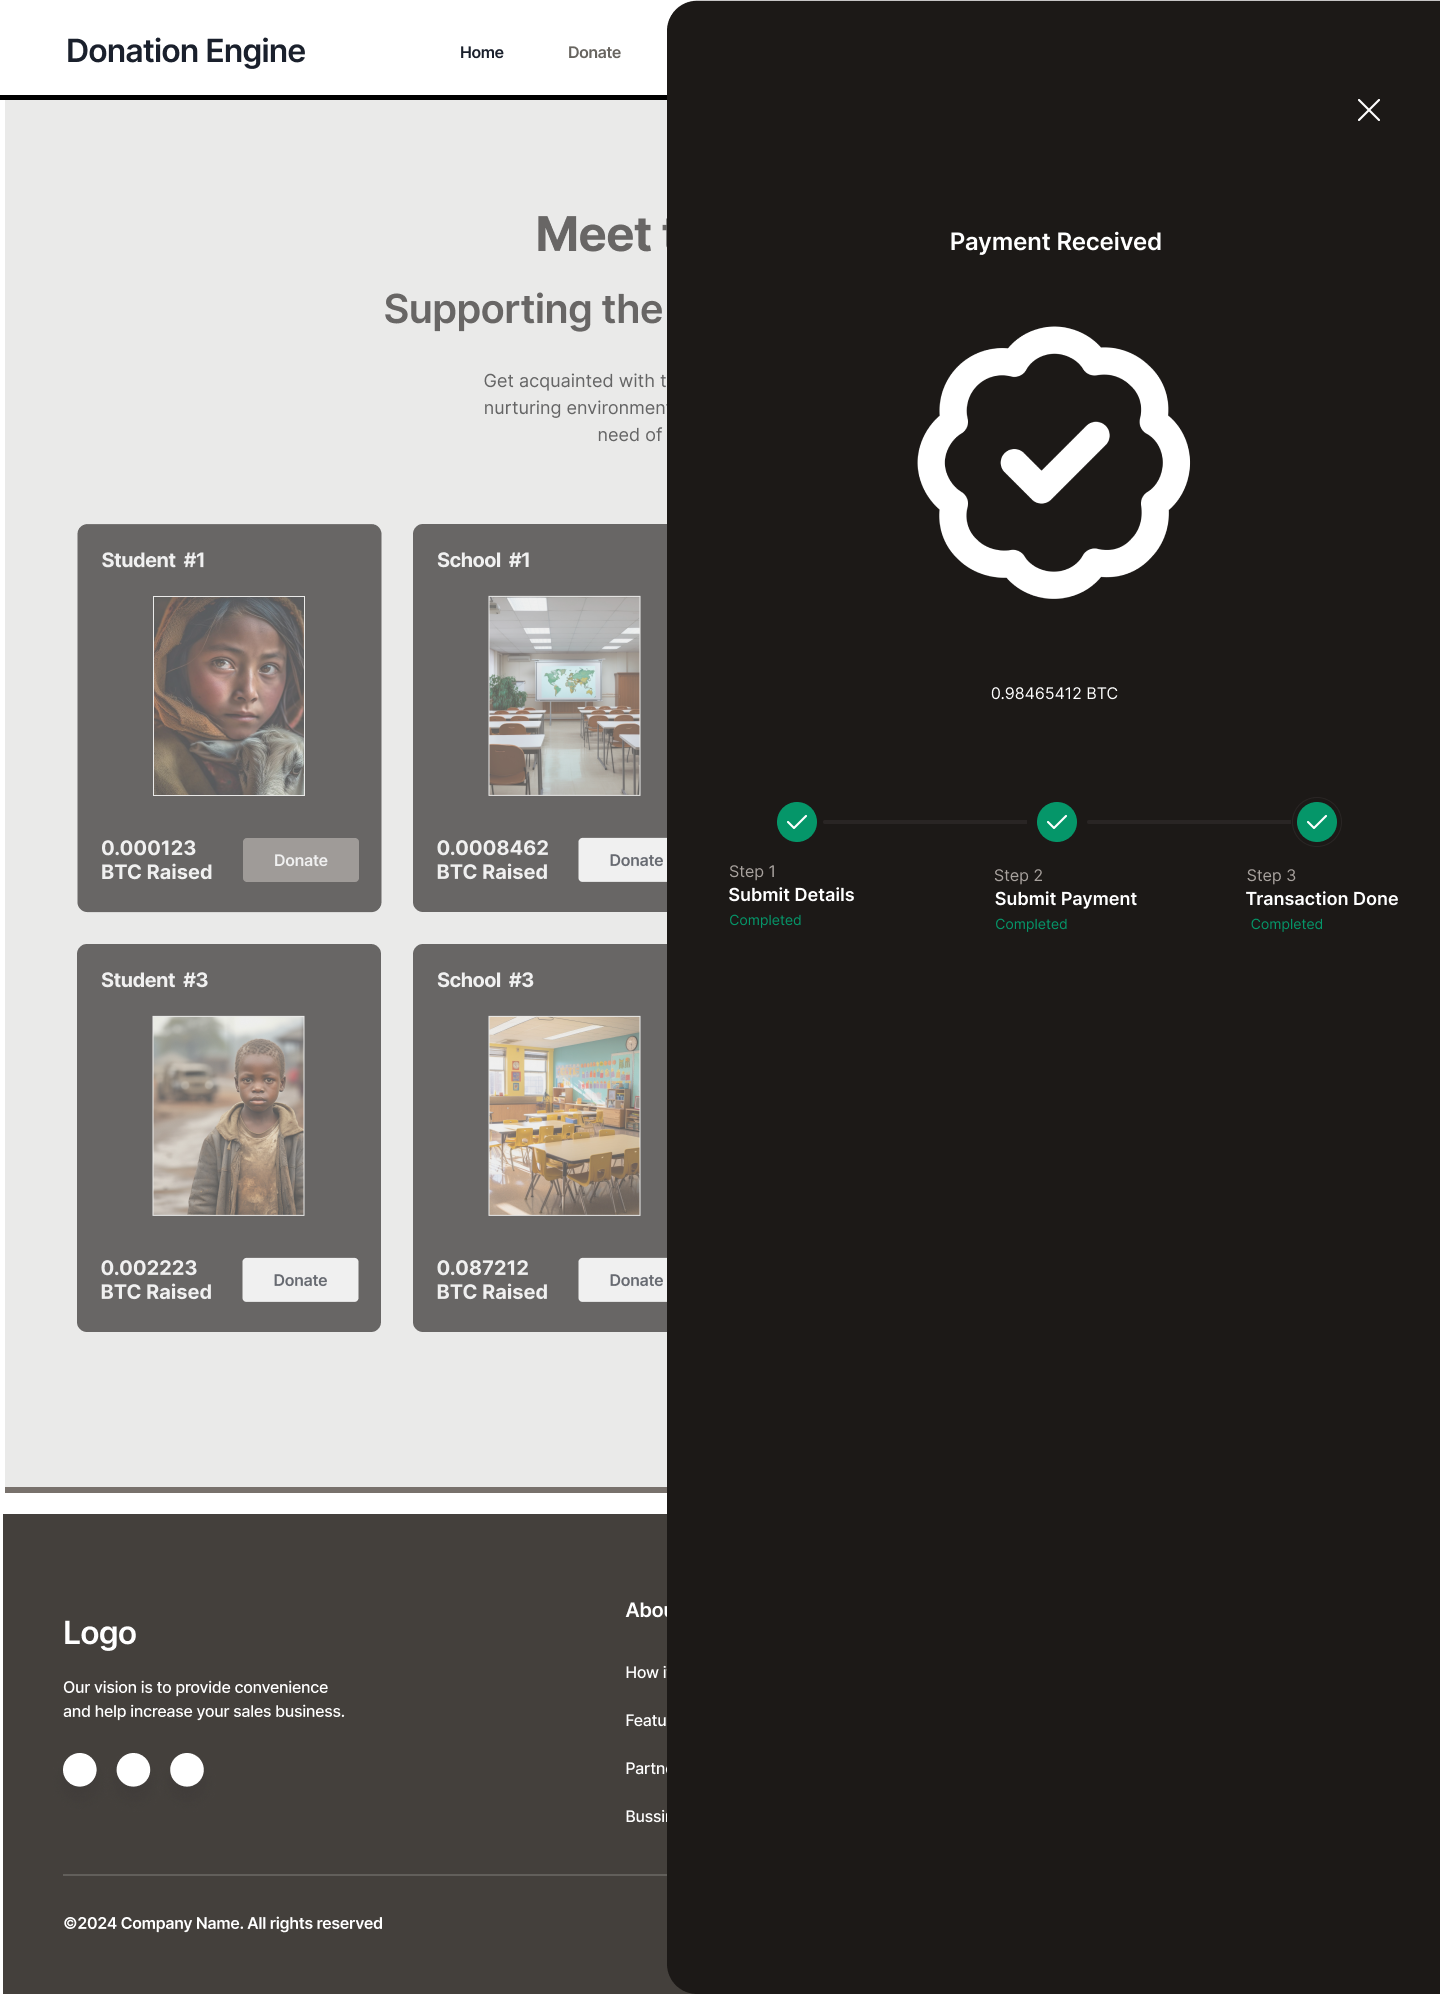 Donation Engine
Home
Donate
Meet
Supporting the
Get acquainted with t
nurturing environment
need of
Student #1
0.000123
BTC Raised
Donate
School #1
0.0008462
BTC Raised
Donate
Student #3
0.002223
BTC Raised
Donate
School #3
0.087212
BTC Raised
Donate
Logo
Our vision is to provide convenience
and help increase your sales business.
Abou
How i
Featu
Partn
Bussi
©2024 Company Name. All rights reserved
Payment Received
0.98465412 BTC
Step 1
Submit Details
Completed
Step 2
Submit Payment
Completed
Step 3
Transaction Done
Completed